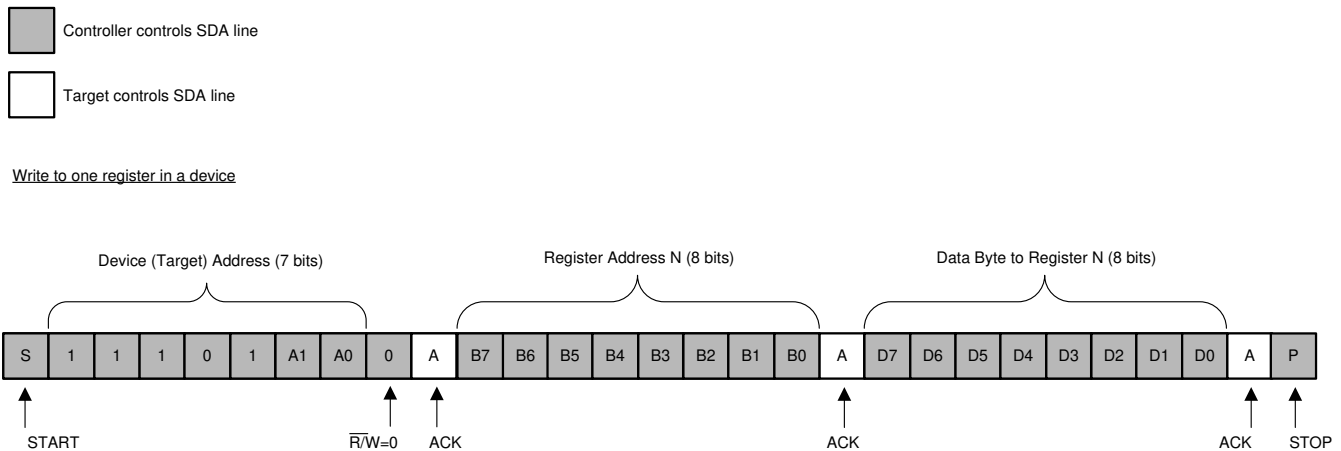 Controller controls SDA line
Target controls SDA line
Write to one register in a device
Device (Target) Address (7 bits) Register Address N (8 bits) Data Byte to Register N (8 bits)
S 1 1 1 0 1 A1 A0 0 A B7 B6 B5 B4 B3 B2 B1 B0 A D7 D6 D5 D4 D3 D2 D1 D0 A P
START R/W=0 ACK ACK ACK STOP